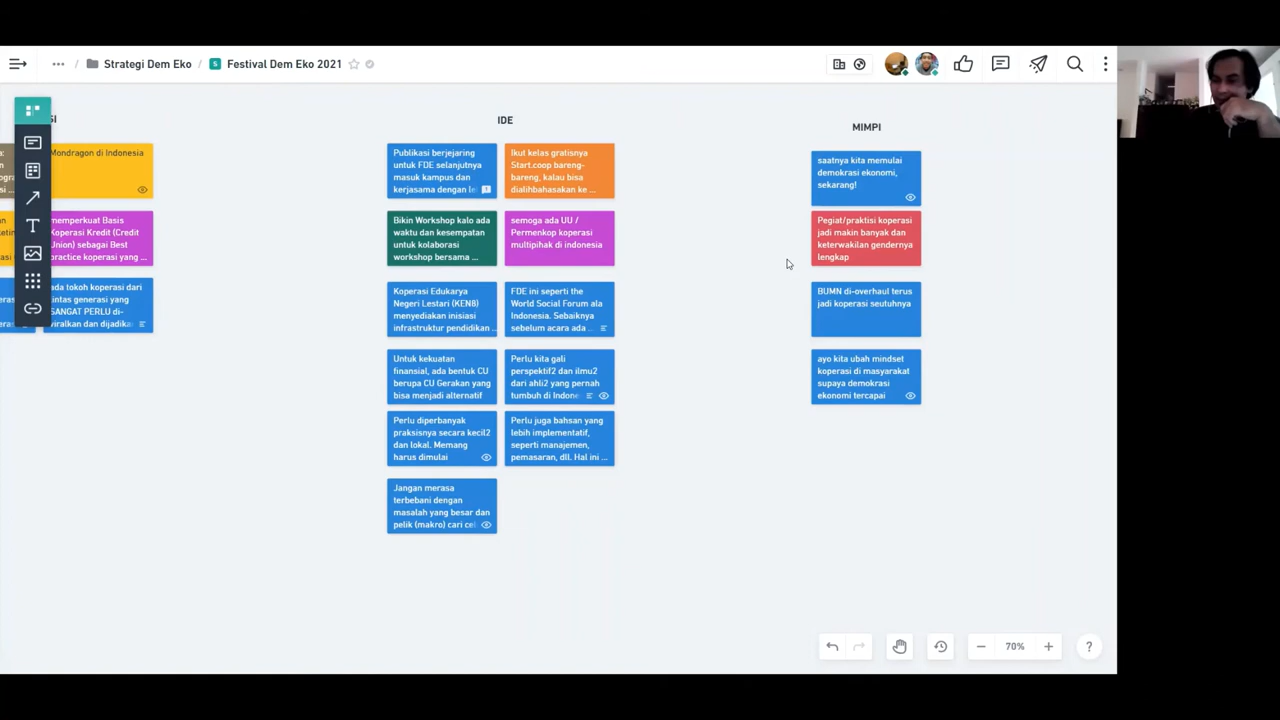 Strategi Dem Eko / Festival Dem Eko 2021
SI
Mondragon di Indonesia
memperkuat Basis
Koperasi Kredit (Credit
Union) sebagai Best
practice koperasi yang ...
ada tokoh koperasi dari
lintas generasi yang
SANGAT PERLU di-
viralkan dan dijadika
IDE
Publikasi berjejaring
untuk FDE selanjutnya
masuk kampus dan
kerjasama dengan le
Ikut kelas gratisnya
Start.coop bareng-
bareng, kalau bisa
dialihbahasakan ke ...
Bikin Workshop kalo ada
waktu dan kesempatan
untuk kolaborasi
workshop bersama ...
semoga ada UU /
Permenkop koperasi
multipihak di indonesia
Koperasi Edukarya
Negeri Lestari (KEN8)
menyediakan inisiasi
infrastruktur pendidikan ...
FDE ini seperti the
World Social Forum ala
Indonesia. Sebaiknya
sebelum acara ada ...
Untuk kekuatan
finansial, ada bentuk CU
berupa CU Gerakan yang
bisa menjadi alternatif
Perlu kita gali
perspektif2 dan ilmu2
dari ahli2 yang pernah
tumbuh di Indone
Perlu diperbanyak
praksisnya secara kecil2
dan lokal. Memang
harus dimulai
Perlu juga bahsan yang
lebih implementatif,
seperti manajemen,
pemasaran, dll. Hal ini ...
Jangan merasa
terbebani dengan
masalah yang besar dan
pelik (makro) cari cel
MIMPI
saatnya kita memulai
demokrasi ekonomi,
sekarang!
Pegiat/praktisi koperasi
jadi makin banyak dan
keterwakilan gendernya
lengkap
BUMN di-overhaul terus
jadi koperasi seutuhnya
ayo kita ubah mindset
koperasi di masyarakat
supaya demokrasi
ekonomi tercapai
70%